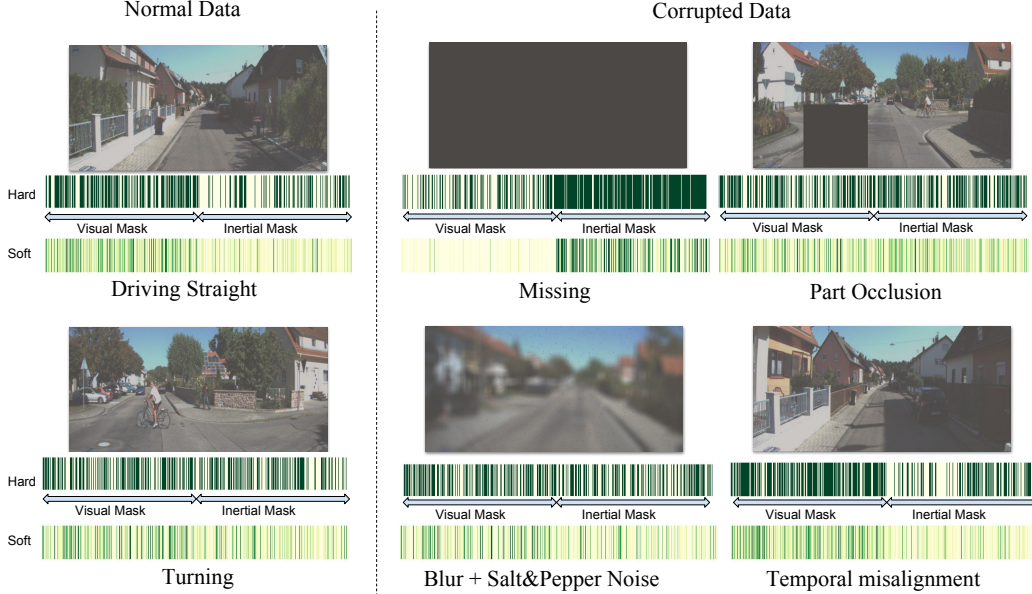 Normal Data
Corrupted Data
Hard
Visual Mask
Inertial Mask
Visual Mask
Inertial Mask
Visual Mask
Inertial Mask
Soft
Driving Straight
Missing
Part Occlusion
Hard
Visual Mask
Inertial Mask
Visual Mask
Inertial Mask
Visual Mask
Inertial Mask
Soft
Turning
Blur + Salt&Pepper Noise
Temporal misalignment